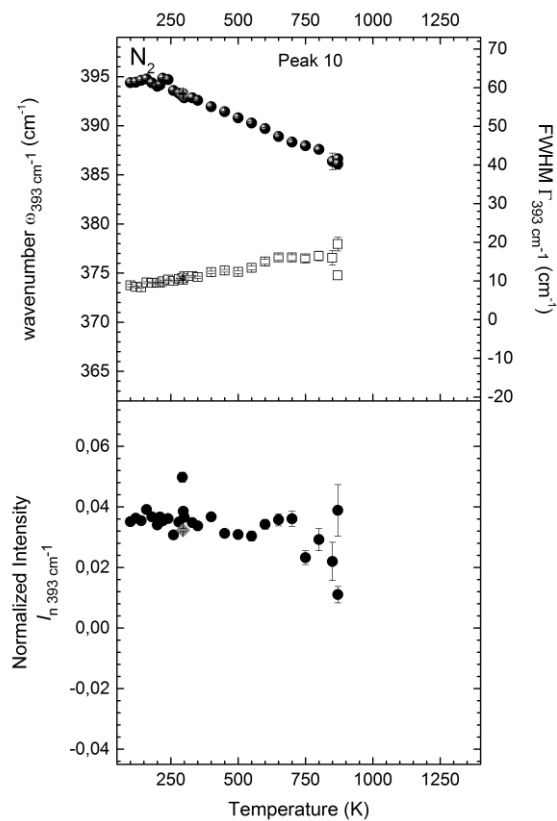 250 500 750 1000 1250
N2
Peak 10
395
390
385
380
375
370
365
wavenumber ω393 cm-1 (cm-1)
70
60
50
40
30
20
10
0
-10
-20
FWHM Γ393 cm-1 (cm-1)
0,06
0,04
0,02
0,00
-0,02
-0,04
Normalized Intensity
In 393 cm-1
250 500 750 1000 1250
Temperature (K)